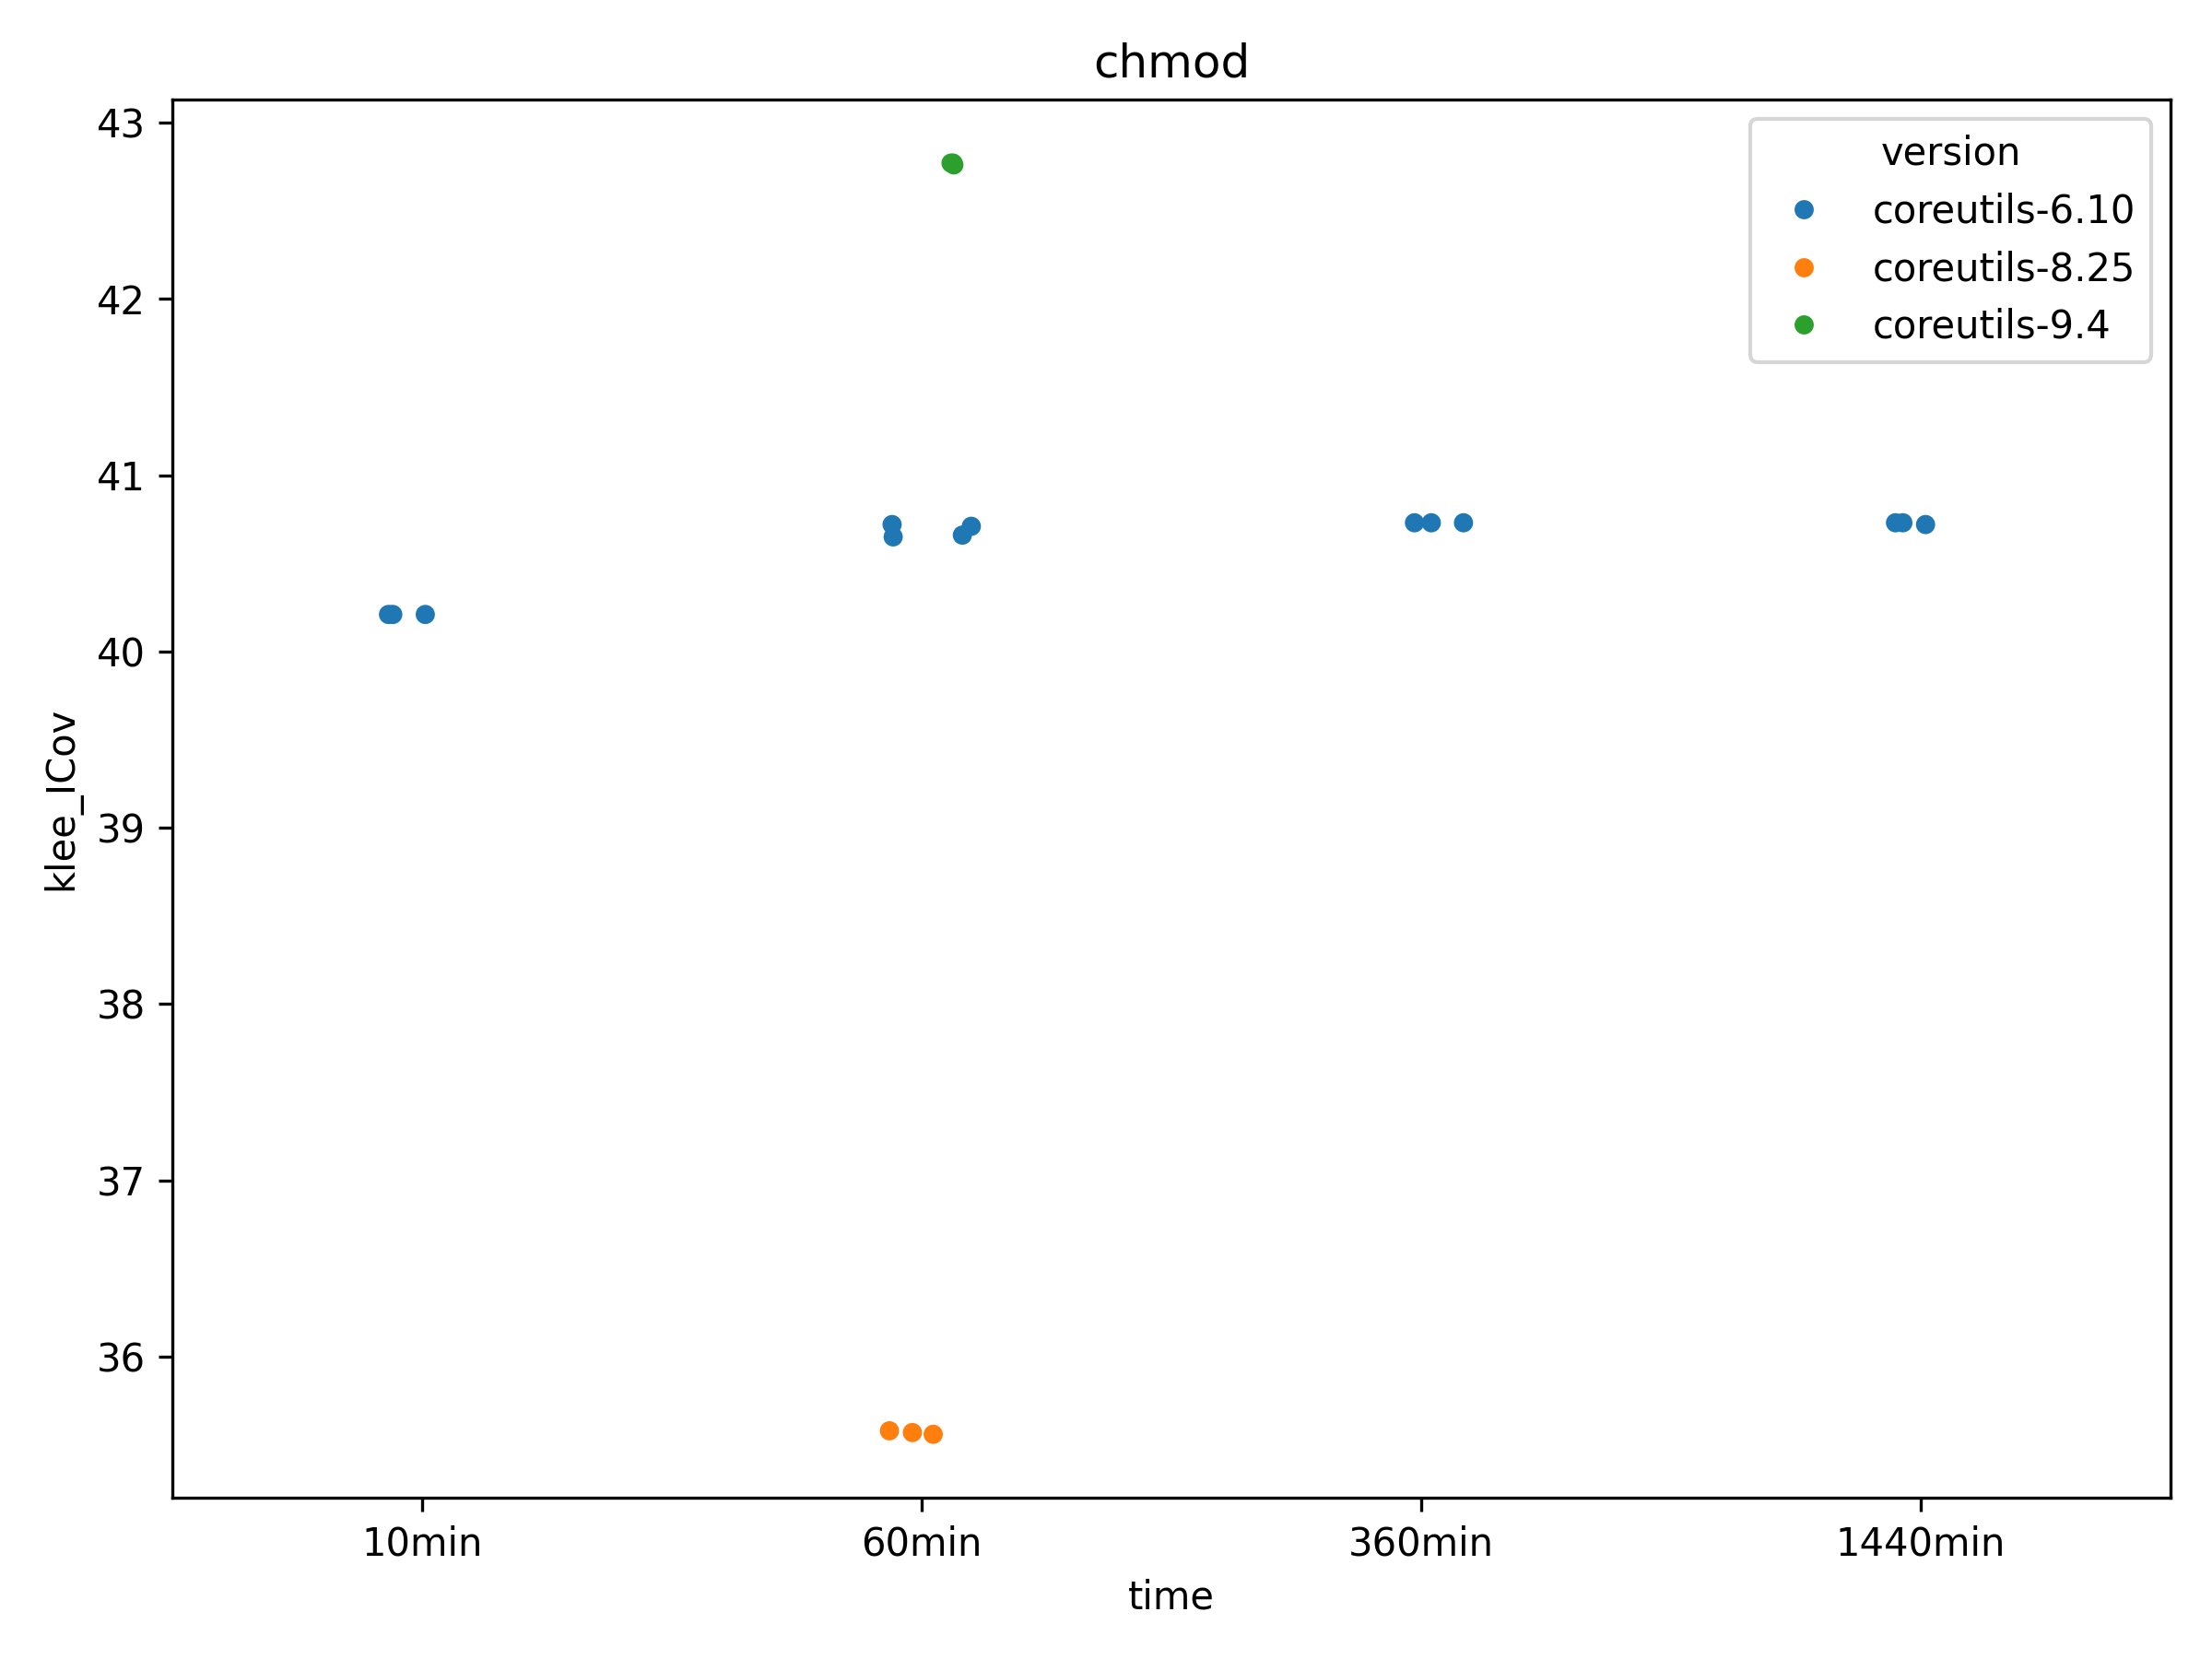 chmod
43
42
41
40
39
38
37
36
klee_ICov
version
coreutils-6.10
coreutils-8.25
coreutils-9.4
10min
60min
360min
1440min
time